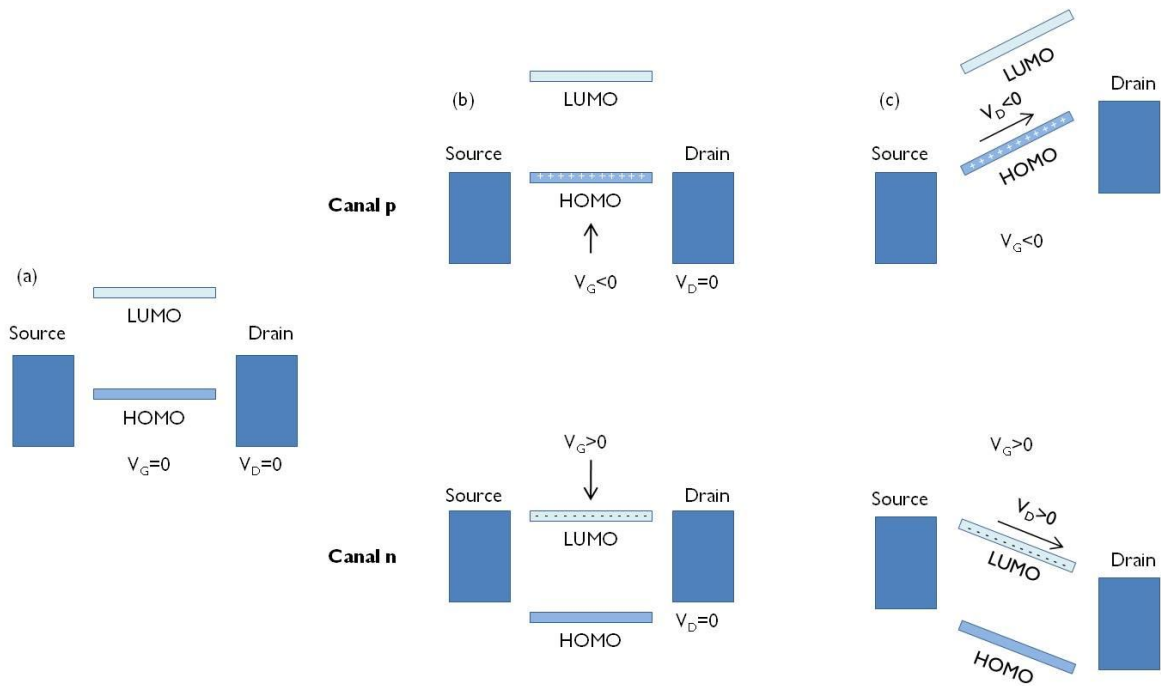 (a)
LUMO
Source
Drain
HOMO
V_G=0
V_D=0
Canal p
(b)
LUMO
Source
Drain
HOMO
V_G<0
V_D=0
(c)
LUMO
Drain
V_D<0
Source
HOMO
V_G<0
Canal n
V_G>0
Source
Drain
LUMO
HOMO
V_D=0
V_G>0
Source
V_D>0
LUMO
Drain
HOMO